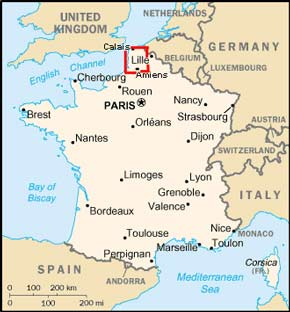 UNITED
KINGDOM
NETHERLANDS
Calais
Lille
BELGIUM
GERMANY
LUXEMBOURG
English Channel
Amiens
Cherbourg
Rouen
PARIS
Nancy
Strasbourg
Brest
Orléans
AUSTRIA
Nantes
Dijon
SWITZERLAND
Bay of
Biscay
Limoges
Lyon
Grenoble
ITALY
Bordeaux
Valence
Nice
MONACO
Toulouse
Marseille
Toulon
Corsica
(FR.)
Perpignan
SPAIN
ANDORRA
Mediterranean
Sea
0 100 200 km
0 100 200 mi